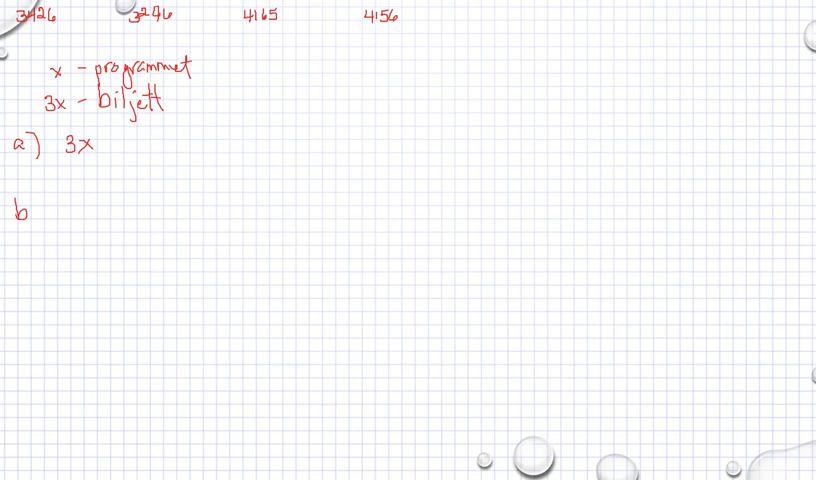 3426 3246 4165 4156
x - programmet
3x - biljett
a) 3x
b